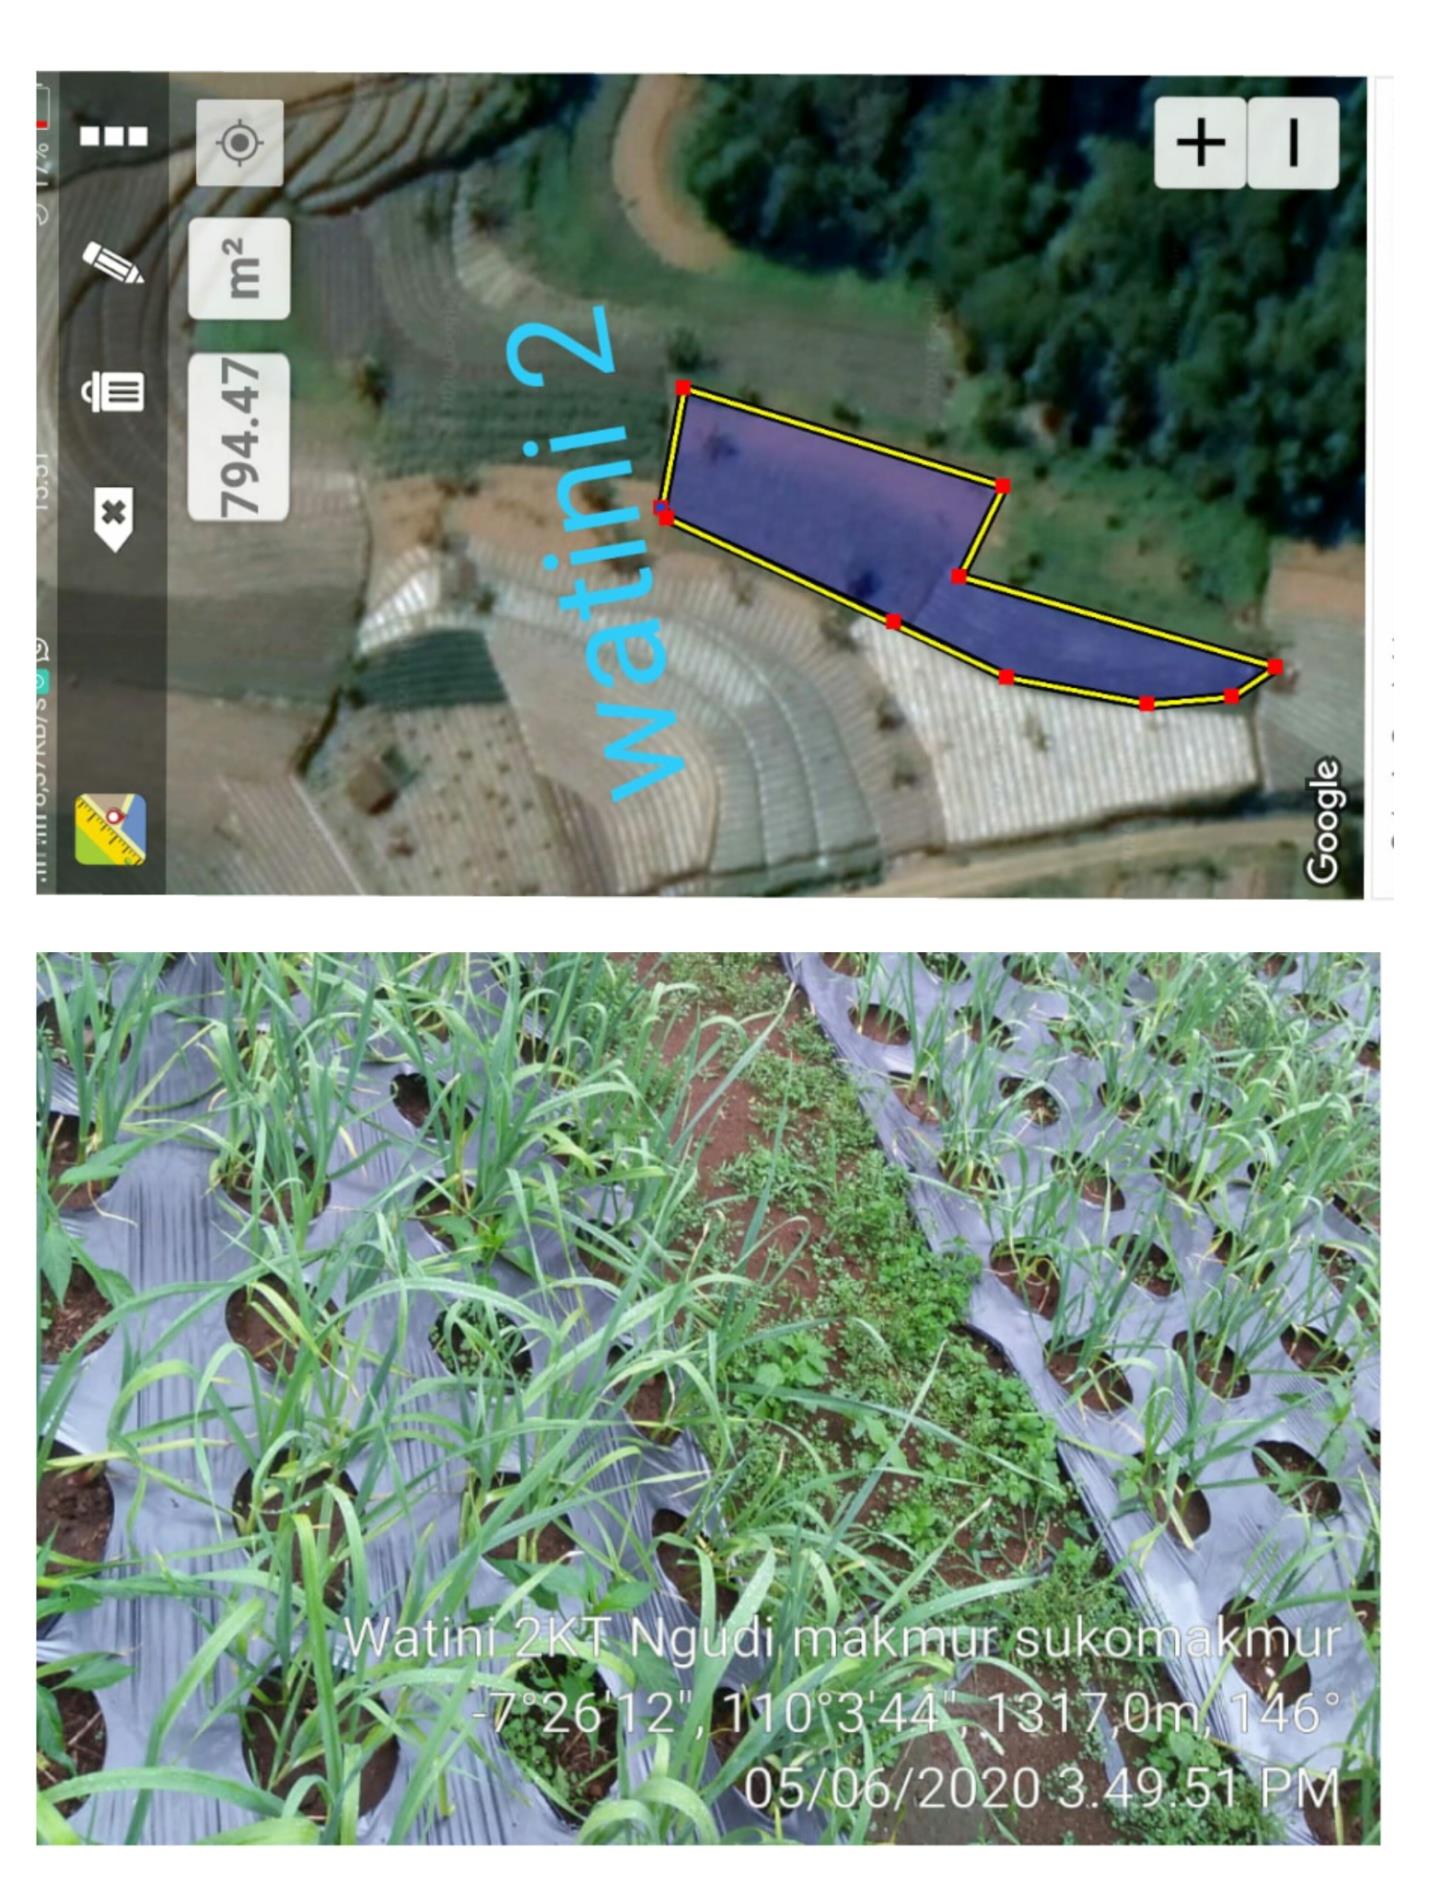 794.47
m²
watini 2
Google
Watini 2KT Ngudi makmur sukomakmur
-7°26'12", 110°3'44", 1317,0m, 146°
05/06/2020 3.49.51 PM